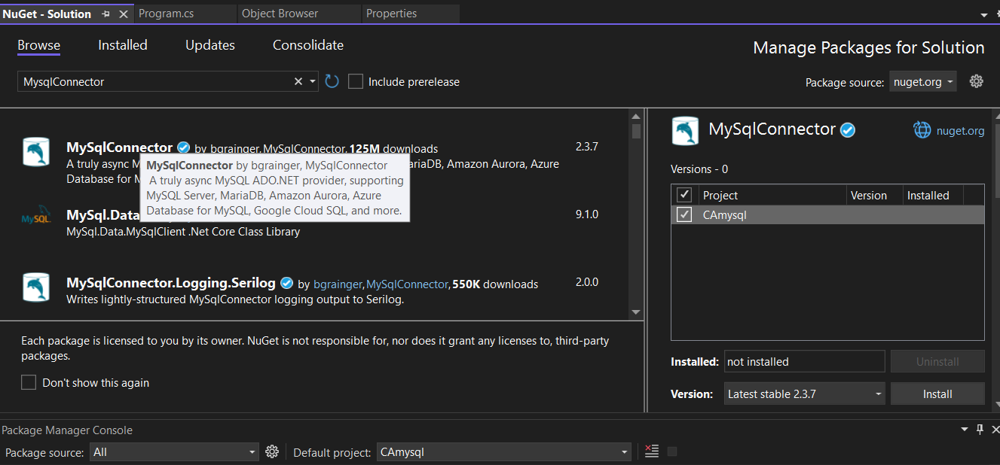 NuGet - Solution Program.cs Object Browser Properties
Browse Installed Updates Consolidate
Manage Packages for Solution
MysqlConnector Include prerelease
Package source: nuget.org
MySqlConnector by bgrainger, MySqlConnector, 125M downloads 2.3.7
A truly async M ariaDB, Amazon Aurora, Azure
Database for M
MySqlConnector by bgrainger, MySqlConnector
A truly async MySQL ADO.NET provider, supporting
MySQL Server, MariaDB, Amazon Aurora, Azure
Database for MySQL, Google Cloud SQL, and more.
MySQL
MySql.Data 9.1.0
MySql.Data.MySqlClient .Net Core Class Library
MySqlConnector.Logging.Serilog by bgrainger, MySqlConnector, 550K downloads 2.0.0
Writes lightly-structured MySqlConnector logging output to Serilog.
Each package is licensed to you by its owner. NuGet is not responsible for, nor does it grant any licenses to, third-party
packages.
Don't show this again
MySqlConnector nuget.org
Versions - 0
Project Version Installed
CAmysql
Installed: not installed Uninstall
Version: Latest stable 2.3.7 Install
Package Manager Console
Package source: All Default project: CAmysql